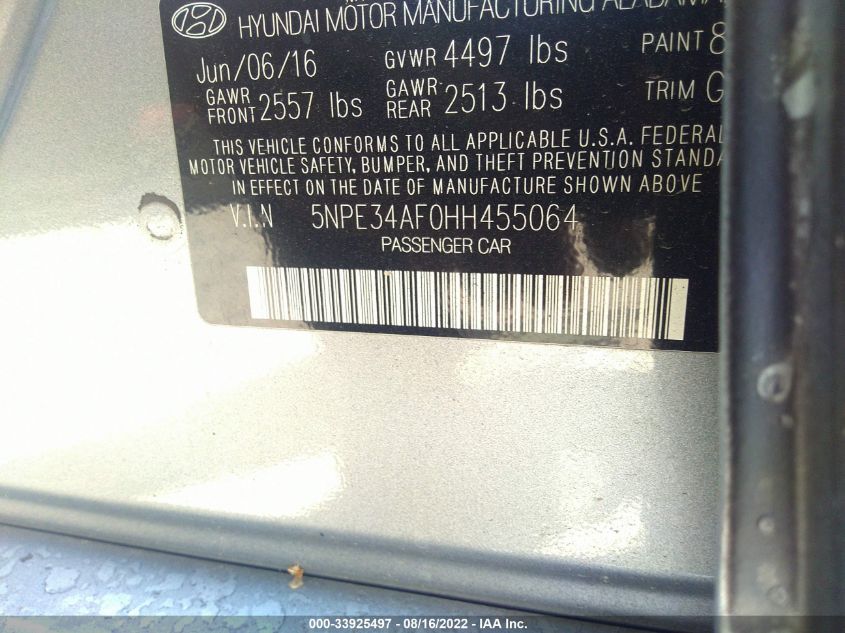 HYUNDAI MOTOR MANUFACTURING ALABAMA
Jun/06/16 GVWR 4497 lbs PAINT 8
GAWR FRONT 2557 lbs GAWR REAR 2513 lbs TRIM G
THIS VEHICLE CONFORMS TO ALL APPLICABLE U.S.A. FEDERAL
MOTOR VEHICLE SAFETY, BUMPER, AND THEFT PREVENTION STANDA
IN EFFECT ON THE DATE OF MANUFACTURE SHOWN ABOVE
V.I.N 5NPE34AF0HH455064
PASSENGER CAR
000-33925497 - 08/16/2022 - IAA Inc.